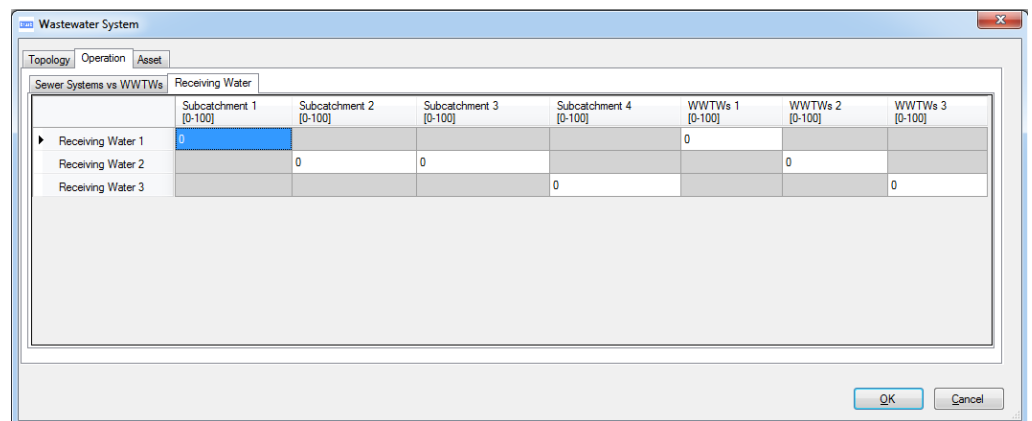 Wastewater System
Topology Operation Asset
Sewer Systems vs WWTWs Receiving Water
Subcatchment 1 Subcatchment 2 Subcatchment 3 Subcatchment 4 WWTWs 1 WWTWs 2 WWTWs 3
[0-100] [0-100] [0-100] [0-100] [0-100] [0-100] [0-100]
Receiving Water 1 0 0
Receiving Water 2 0 0 0
Receiving Water 3 0 0
OK Cancel